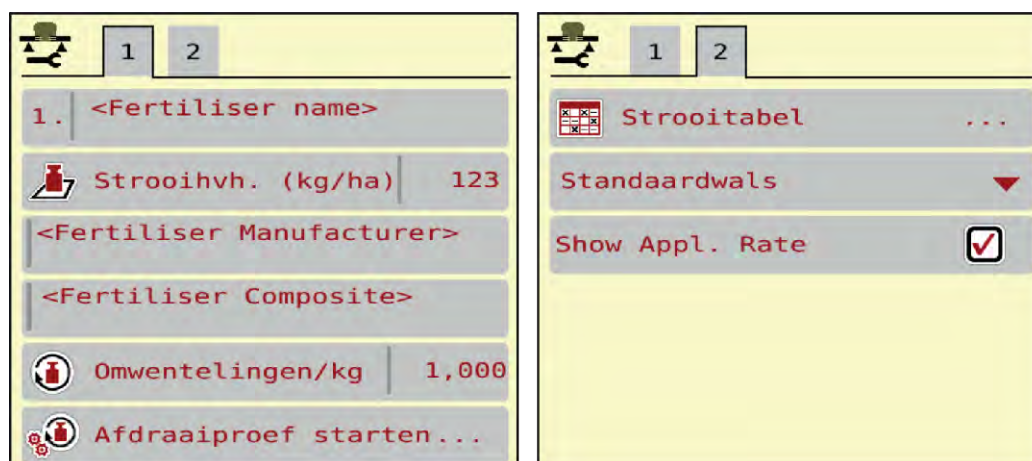 1 2
1. <Fertiliser name>
Strooihvh. (kg/ha) 123
<Fertiliser Manufacturer>
<Fertiliser Composite>
Omwentelingen/kg 1,000
Afdraaiproef starten...
1 2
Strooitabel ...
Standaardwals
Show Appl. Rate